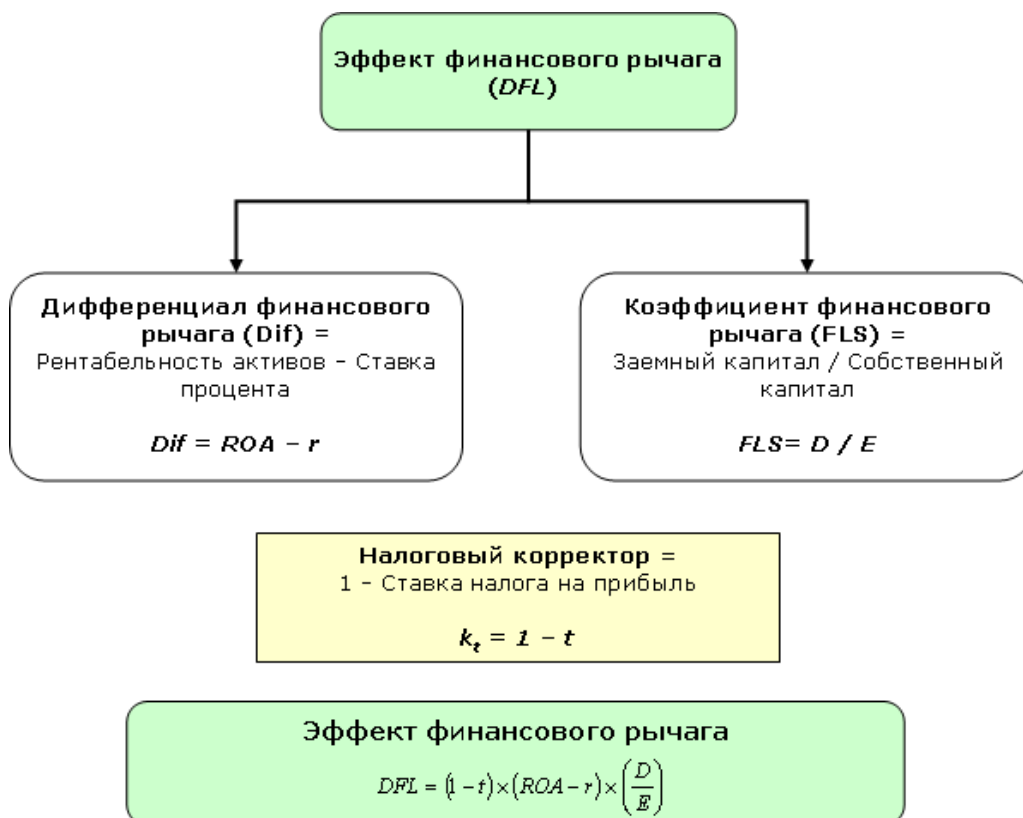 Эффект финансового рычага
(DFL)
Дифференциал финансового
рычага (Dif) =
Рентабельность активов – Ставка
процента
Dif = ROA – r
Коэффициент финансового
рычага (FLS) =
Заемный капитал / Собственный
капитал
FLS= D / E
Налоговый корректор =
1 - Ставка налога на прибыль
kₜ = 1 – t
Эффект финансового рычага
DFL = (1 – t) × (ROA – r) × (D/E)